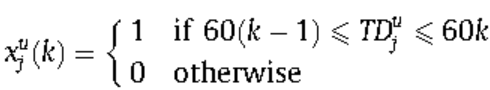 x_j^u(k) = { 1 if 60(k − 1) ⩽ TD_j^u ⩽ 60k
0 otherwise